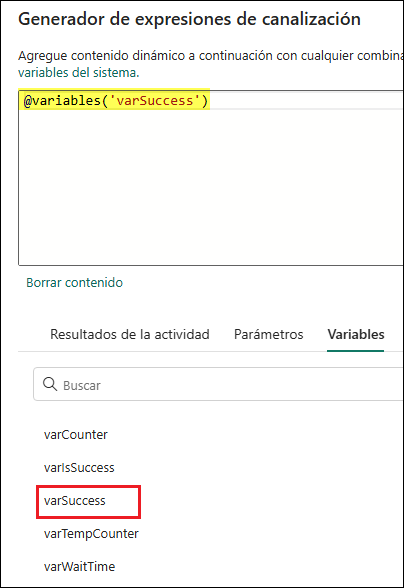 Generador de expresiones de canalización
Agregue contenido dinámico a continuación con cualquier combina
variables del sistema.
@variables('varSuccess')
Borrar contenido
Resultados de la actividad Parámetros Variables
Buscar
varCounter
varIsSuccess
varSuccess
varTempCounter
varWaitTime